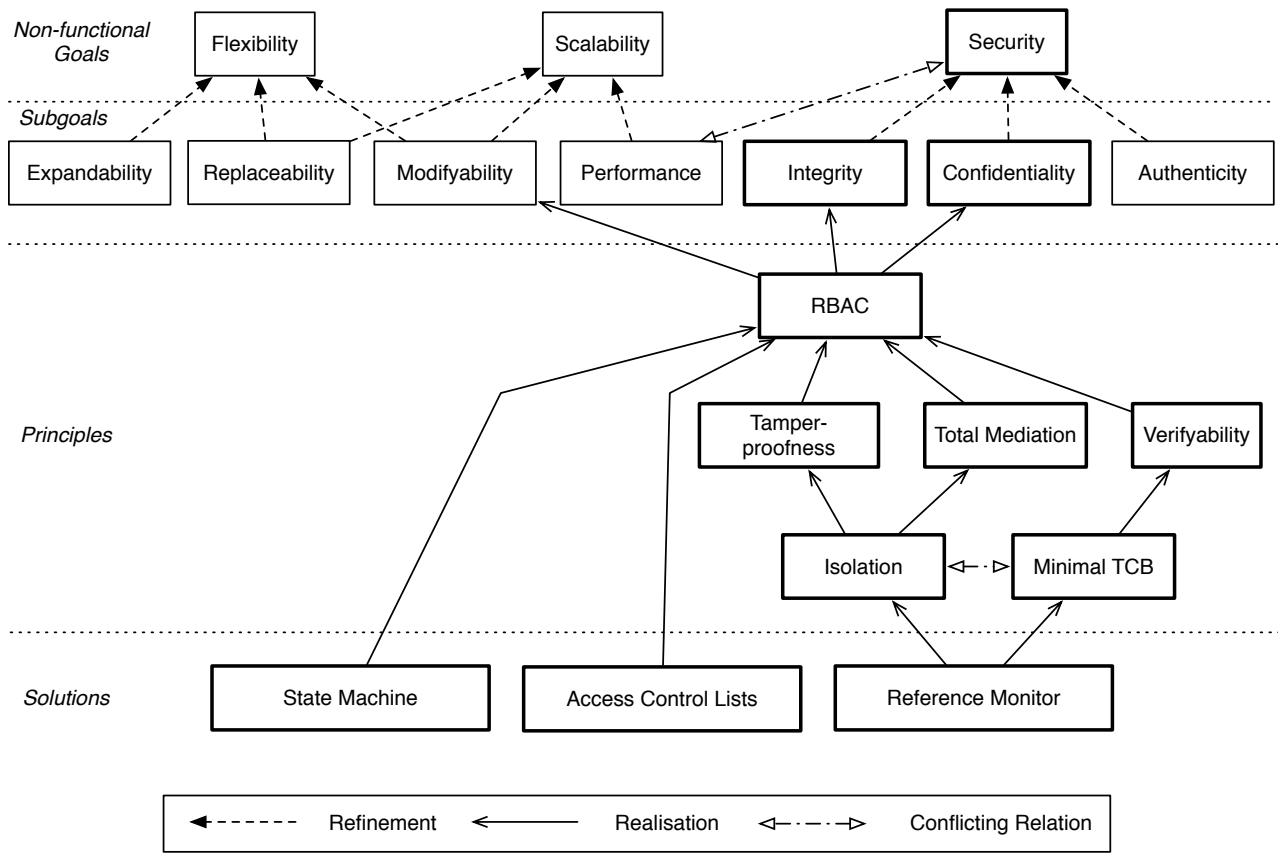 Non-functional
Goals
Flexibility
Scalability
Security
Subgoals
Expandability
Replaceability
Modifyability
Performance
Integrity
Confidentiality
Authenticity
RBAC
Principles
Tamper-
proofness
Total Mediation
Verifyability
Isolation
Minimal TCB
Solutions
State Machine
Access Control Lists
Reference Monitor
Refinement
Realisation
Conflicting Relation